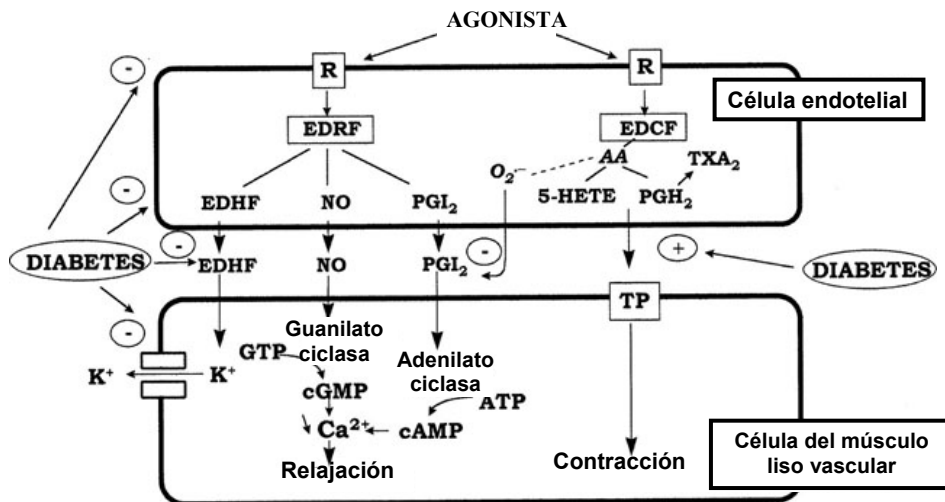 AGONISTA
-
R
R
Célula endotelial
EDRF
EDCF
AA
TXA₂
O₂⁻
-
5-HETE
PGH₂
EDHF
NO
PGI₂
-
-
+
DIABETES
EDHF
NO
PGI₂
DIABETES
TP
-
Guanilato
ciclasa
GTP
Adenilato
ciclasa
K⁺
K⁺
cGMP
ATP
Ca²⁺
cAMP
Relajación
Contracción
Célula del músculo
liso vascular